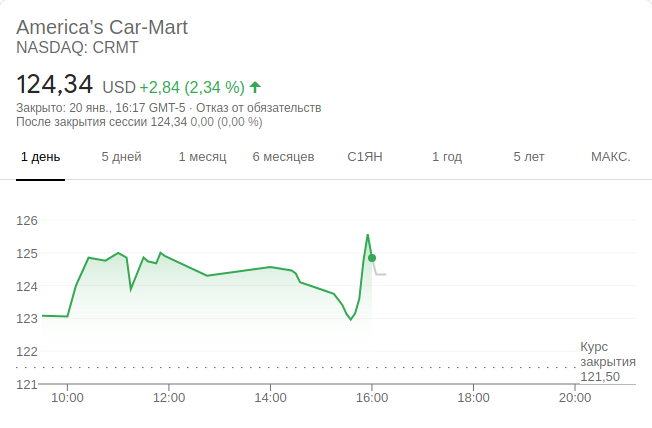 America's Car-Mart
NASDAQ: CRMT
124,34 USD +2,84 (2,34 %)
Закрыто: 20 янв., 16:17 GMT-5 · Отказ от обязательств
После закрытия сессии 124,34 0,00 (0,00 %)
1 день 5 дней 1 месяц 6 месяцев С1ЯН 1 год 5 лет МАКС.
126
125
124
123
122
121
Курс
закрытия
121,50
10:00 12:00 14:00 16:00 18:00 20:00